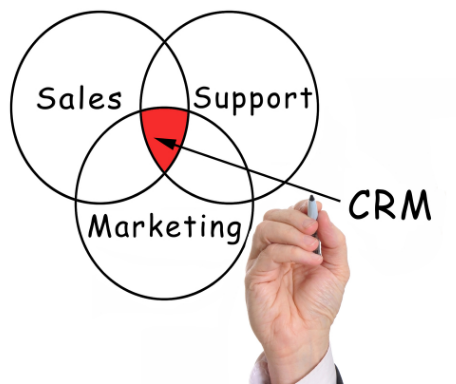 Sales
Support
Marketing
CRM